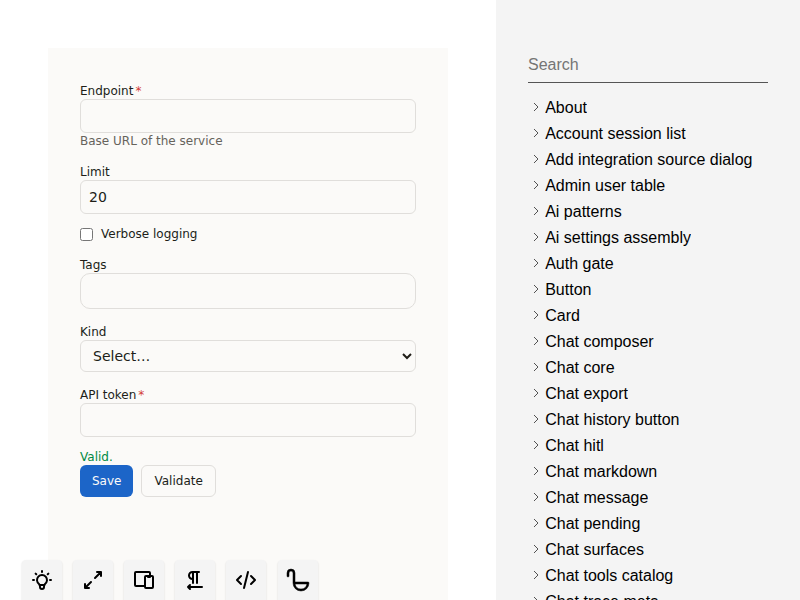 Endpoint*
Base URL of the service
Limit
20
Verbose logging
Tags
Kind
Select...
API token*
Valid.
Save
Validate
Search
About
Account session list
Add integration source dialog
Admin user table
Ai patterns
Ai settings assembly
Auth gate
Button
Card
Chat composer
Chat core
Chat export
Chat history button
Chat hitl
Chat markdown
Chat message
Chat pending
Chat surfaces
Chat tools catalog
Chat trace meta